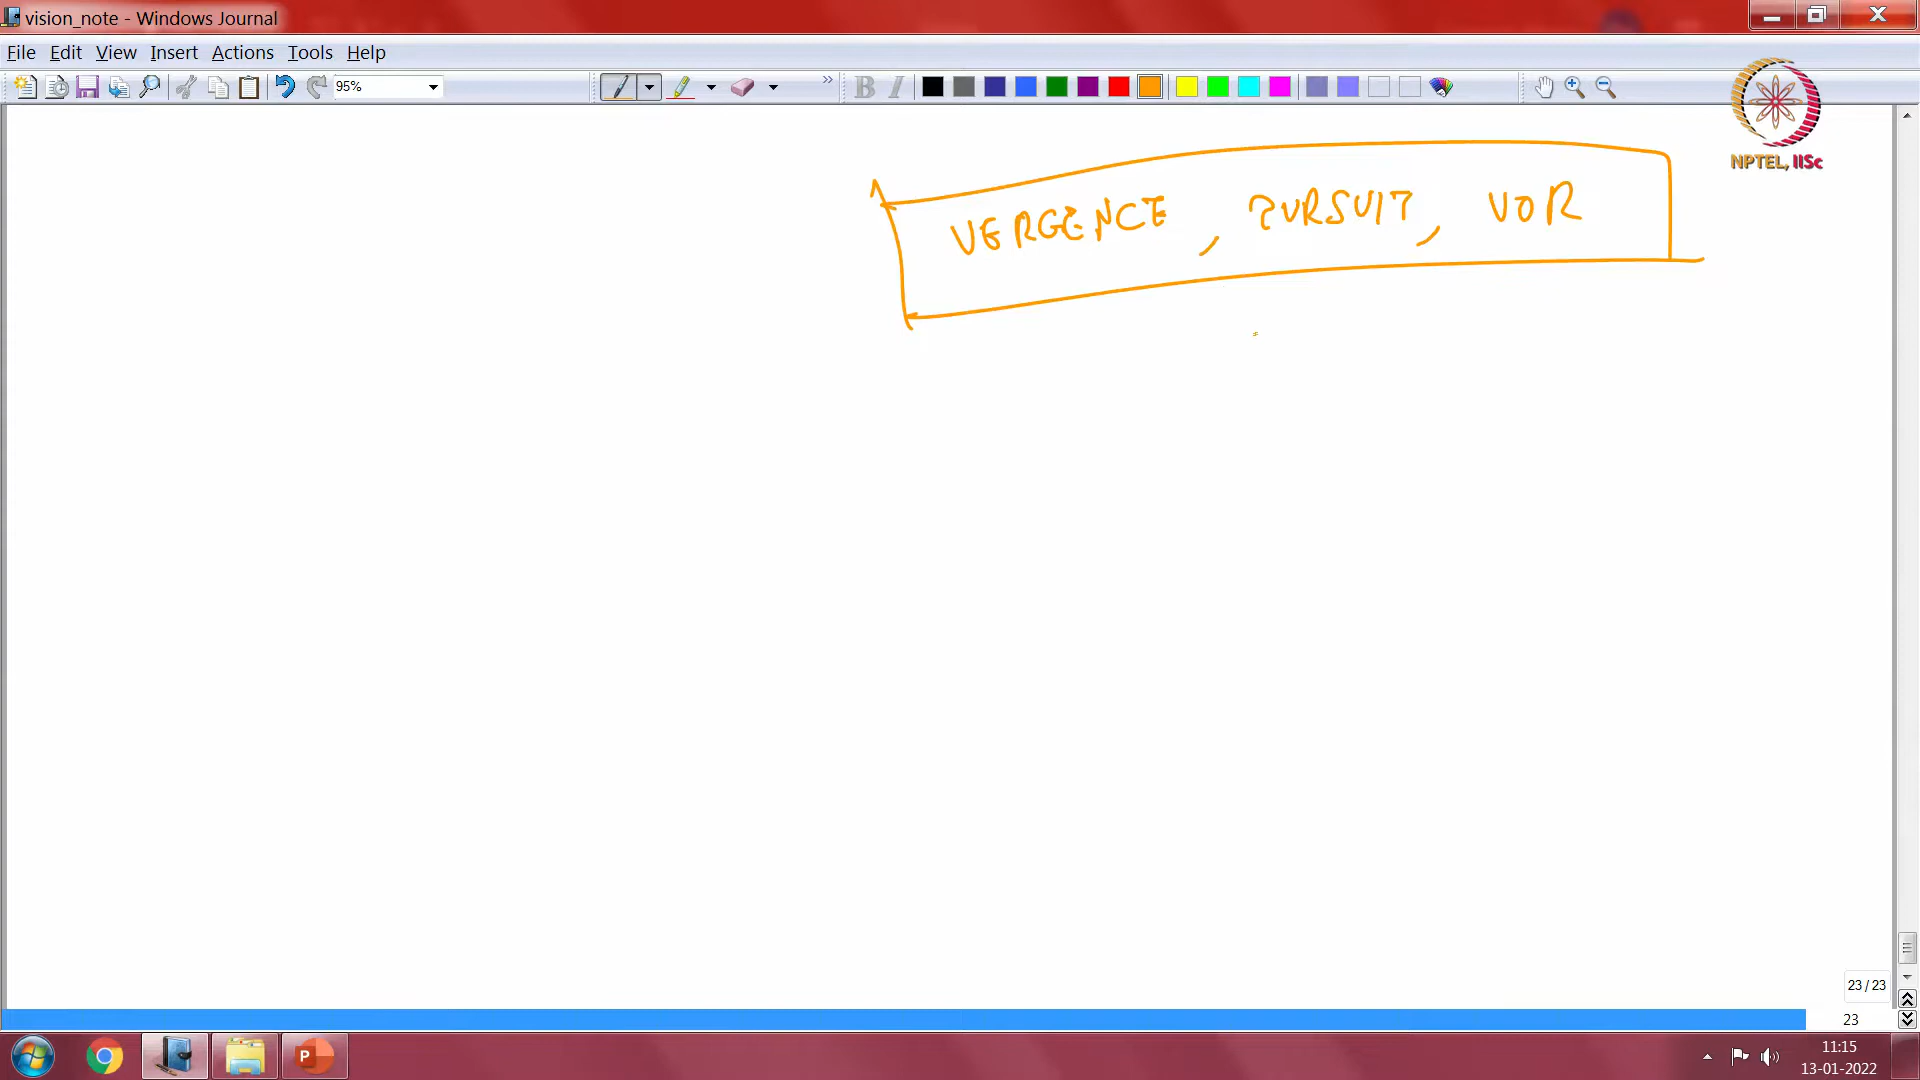 vision_note - Windows Journal
File Edit View Insert Actions Tools Help
95%
NPTEL, IISc
VERGENCE , PURSUIT, VOR
23 / 23
23
11:15
13-01-2022